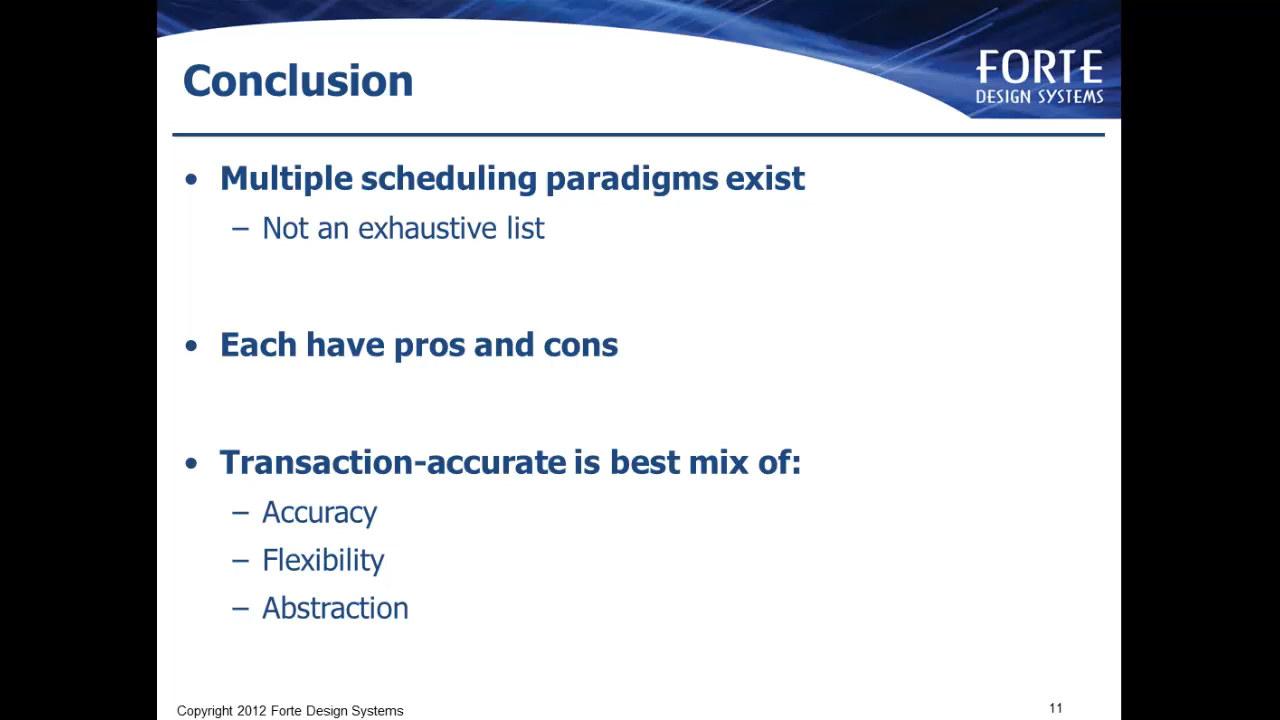 FORTE
DESIGN SYSTEMS
Conclusion
• Multiple scheduling paradigms exist
– Not an exhaustive list
• Each have pros and cons
• Transaction-accurate is best mix of:
– Accuracy
– Flexibility
– Abstraction
Copyright 2012 Forte Design Systems
11